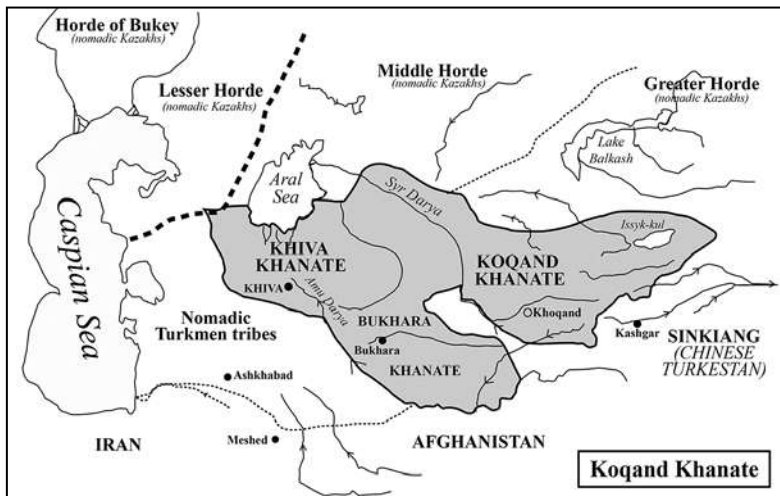 Horde of Bukey
(nomadic Kazakhs)
Lesser Horde
(nomadic Kazakhs)
Middle Horde
(nomadic Kazakhs)
Greater Horde
(nomadic Kazakhs)
Lake
Balkash
Aral
Sea
Syr Darya
Issyk-kul
Caspian Sea
KHIVA
KHANATE
KHIVA
Amu Darya
KOQAND
KHANATE
Khoqand
BUKHARA
Bukhara
KHANATE
Nomadic
Turkmen tribes
Kashgar
SINKIANG
(CHINESE
TURKESTAN)
Ashkhabad
IRAN
Meshed
AFGHANISTAN
Koqand Khanate